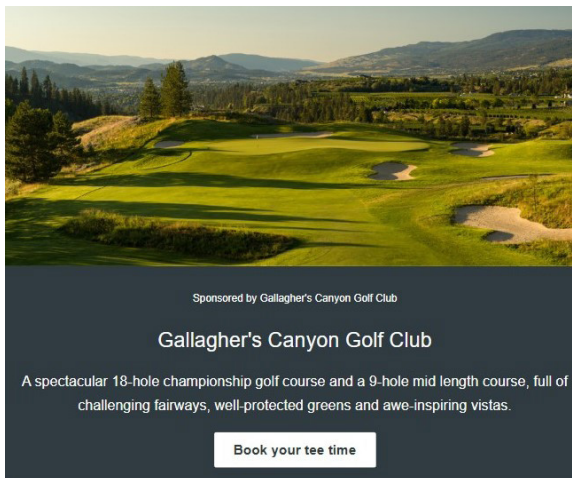 Sponsored by Gallagher's Canyon Golf Club
Gallagher's Canyon Golf Club
A spectacular 18-hole championship golf course and a 9-hole mid length course, full of
challenging fairways, well-protected greens and awe-inspiring vistas.
Book your tee time